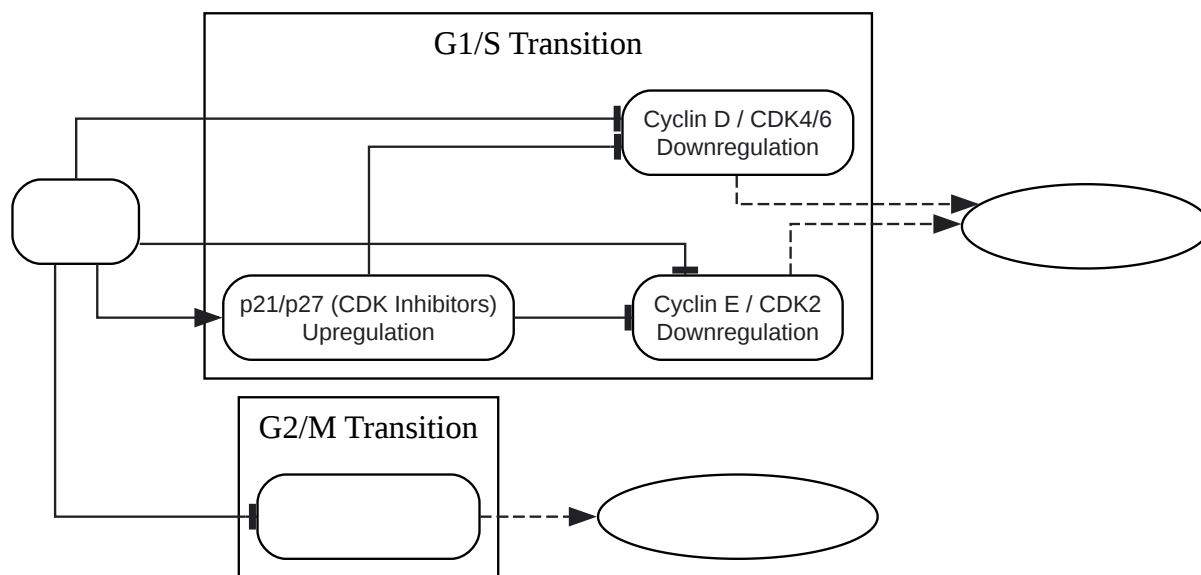 G1/S Transition
Cyclin D / CDK4/6
Downregulation
p21/p27 (CDK Inhibitors)
Upregulation
Cyclin E / CDK2
Downregulation
G2/M Transition